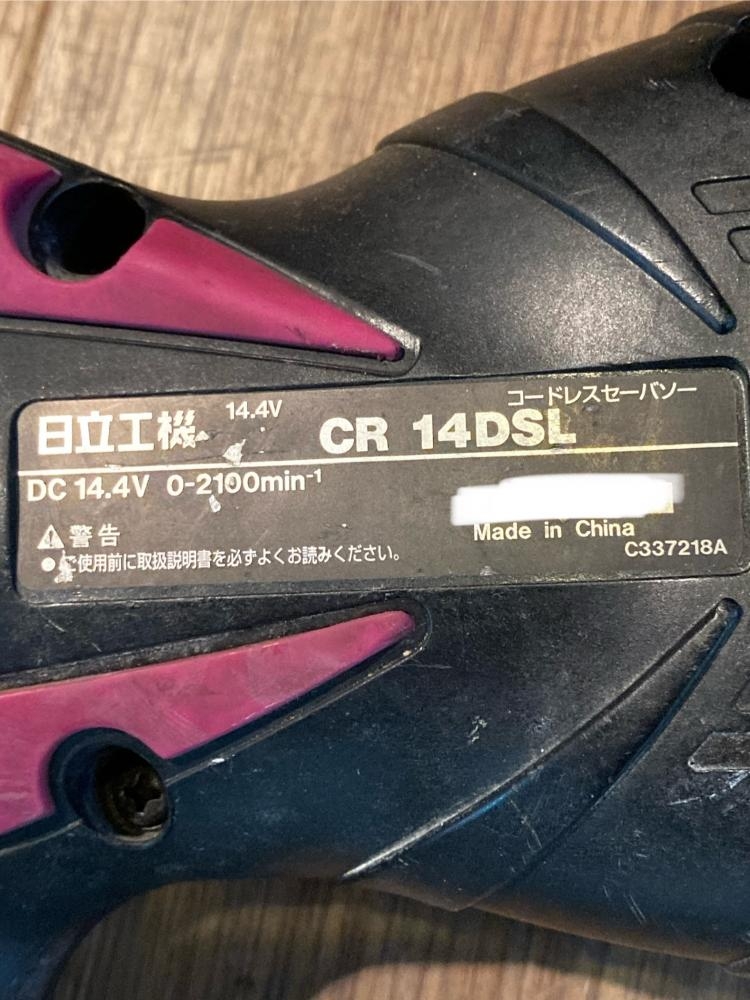 コードレスセーバソー
日立工機 14.4V CR 14DSL
DC 14.4V 0-2100min⁻¹
Made in China
⚠警告
●ご使用前に取扱説明書を必ずよくお読みください。
C337218A